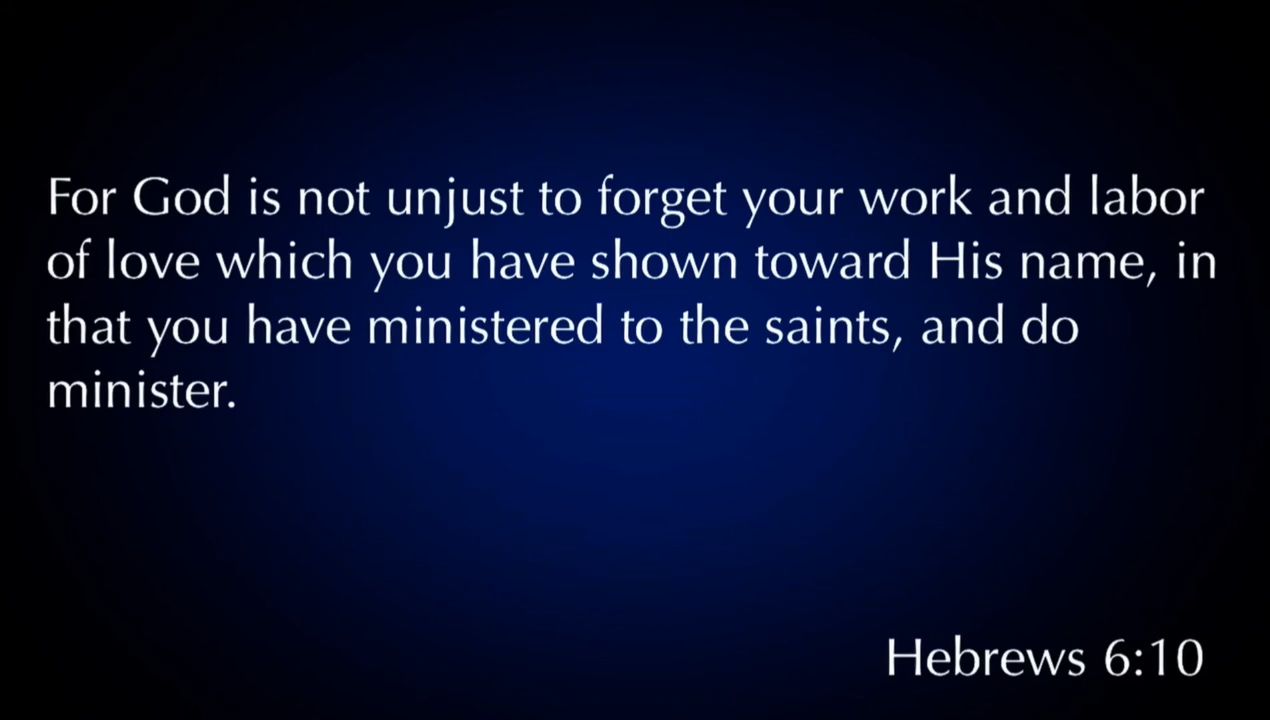 For God is not unjust to forget your work and labor
of love which you have shown toward His name, in
that you have ministered to the saints, and do
minister.
Hebrews 6:10